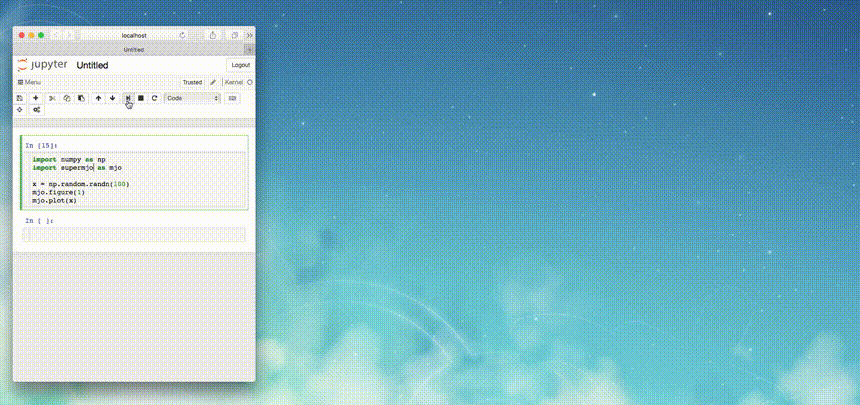 localhost
Untitled
jupyter Untitled
Logout
Menu
Trusted
Kernel
Code
In [15]:
import numpy as np
import supermjo as mjo
x = np.random.randn(100)
mjo.figure(1)
mjo.plot(x)
In [ ]: